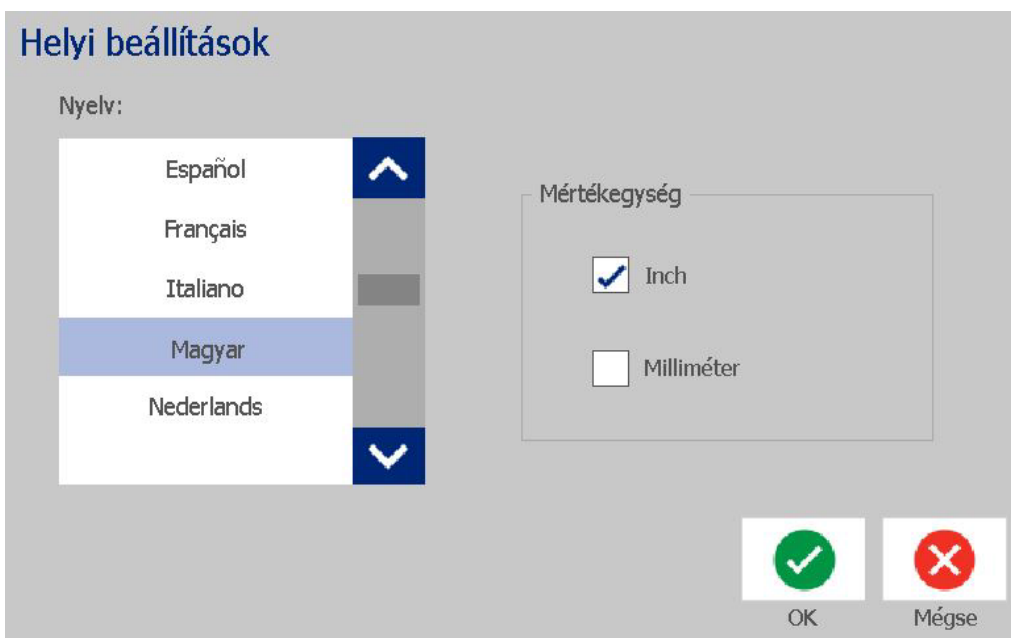 Helyi beállítások
Nyelv:
Español
Français
Italiano
Magyar
Nederlands
Mértékegység
Inch
Milliméter
OK
Mégse